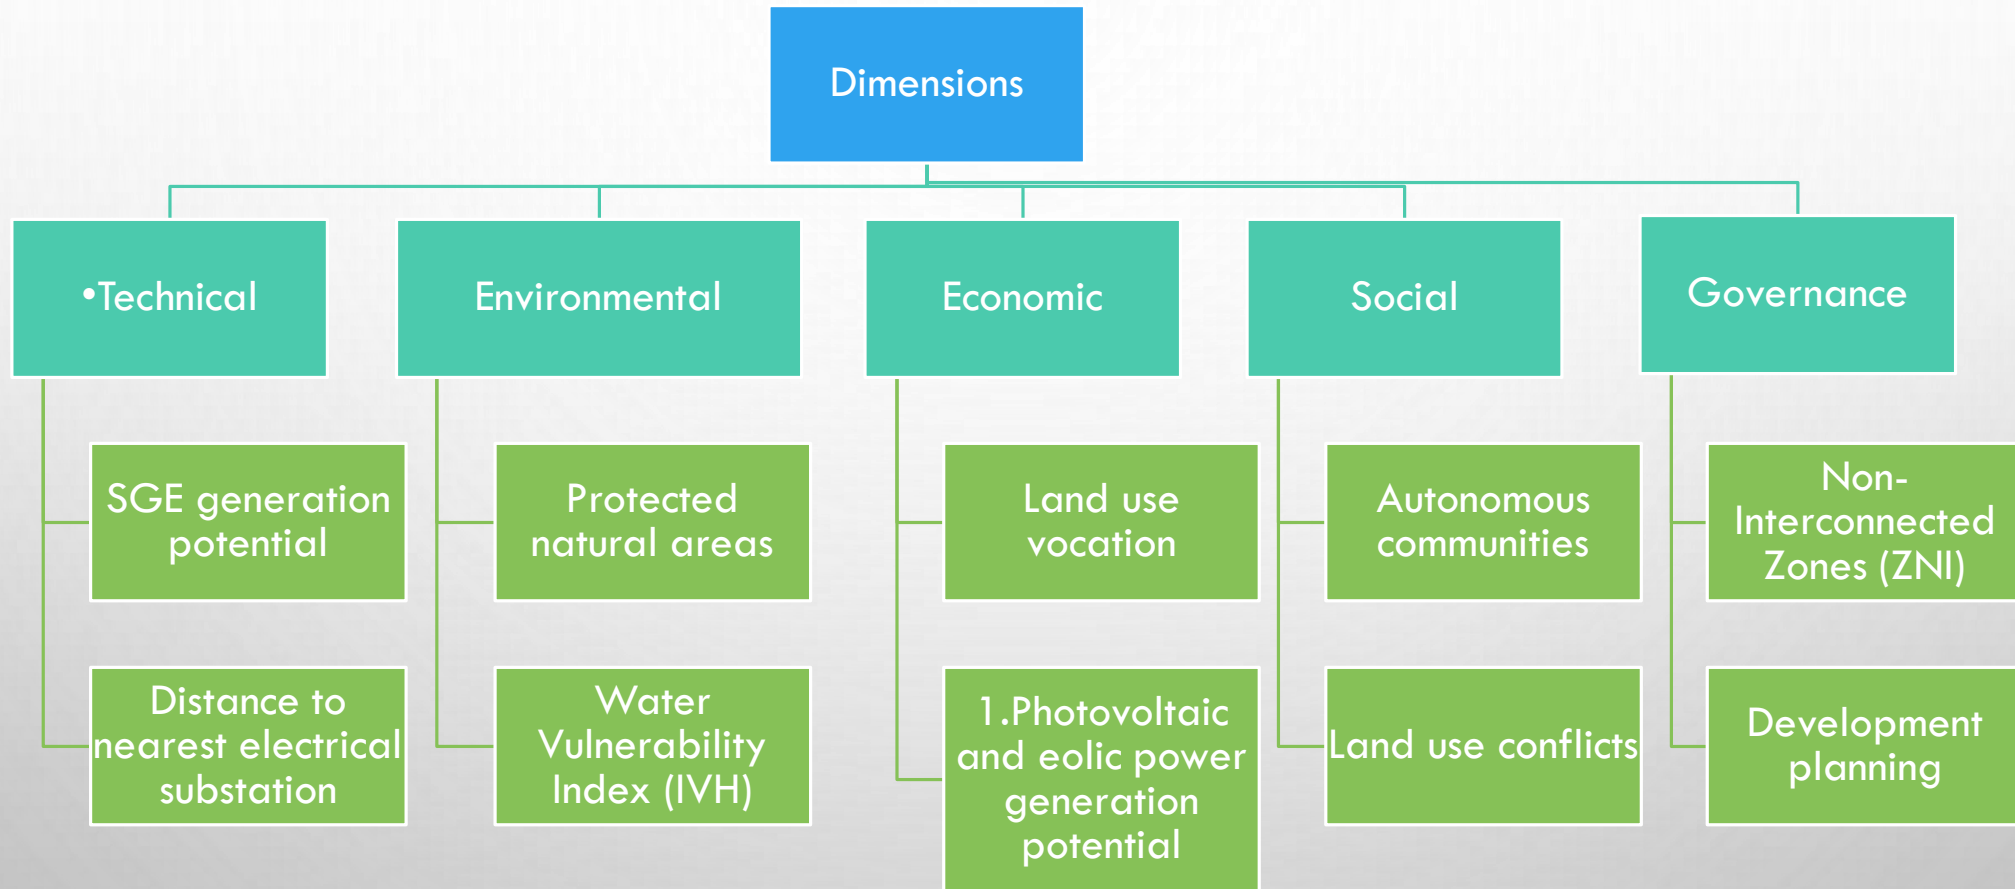 Dimensions
•Technical
Environmental
Economic
Social
Governance
SGE generation
potential
Protected
natural areas
Land use
vocation
Autonomous
communities
Non-
Interconnected
Zones (ZNI)
Distance to
nearest electrical
substation
Water
Vulnerability
Index (IVH)
1.Photovoltaic
and eolic power
generation
potential
Land use conflicts
Development
planning